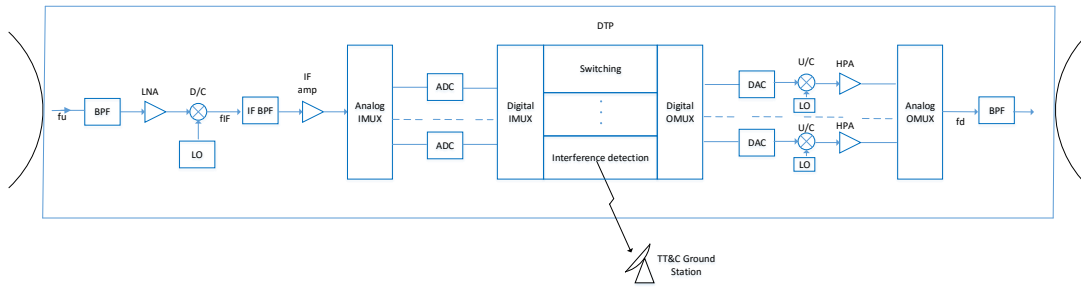 DTP
fu
BPF
LNA
D/C
LO
fIF
IF BPF
IF
amp
Analog
IMUX
ADC
ADC
Digital
IMUX
Switching
Interference detection
Digital
OMUX
DAC
U/C
LO
HPA
DAC
U/C
LO
HPA
Analog
OMUX
fd
BPF
TT&C Ground
Station